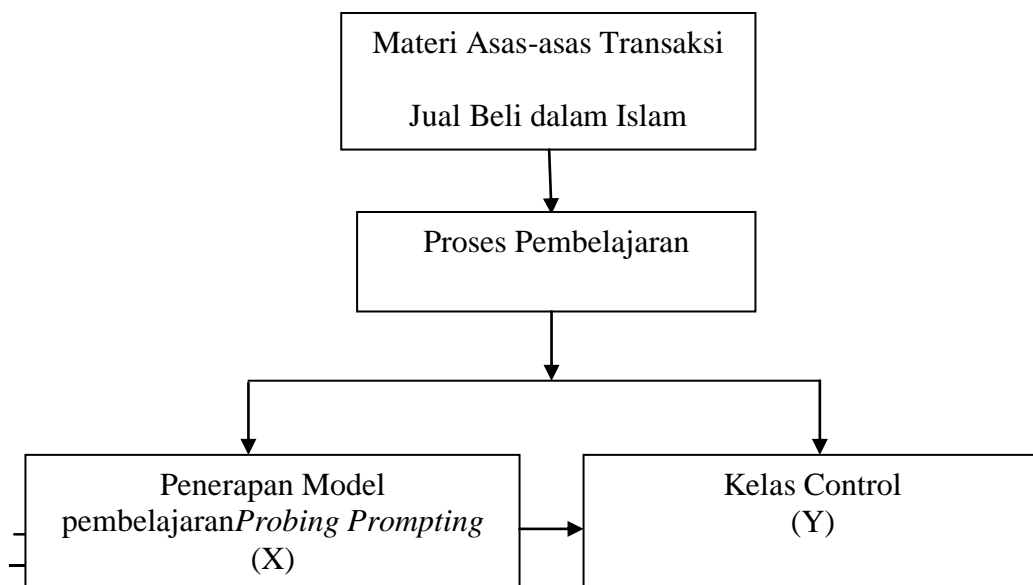 Materi Asas-asas Transaksi
Jual Beli dalam Islam
Proses Pembelajaran
Penerapan Model
pembelajaranProbing Prompting
(X)
Kelas Control
(Y)